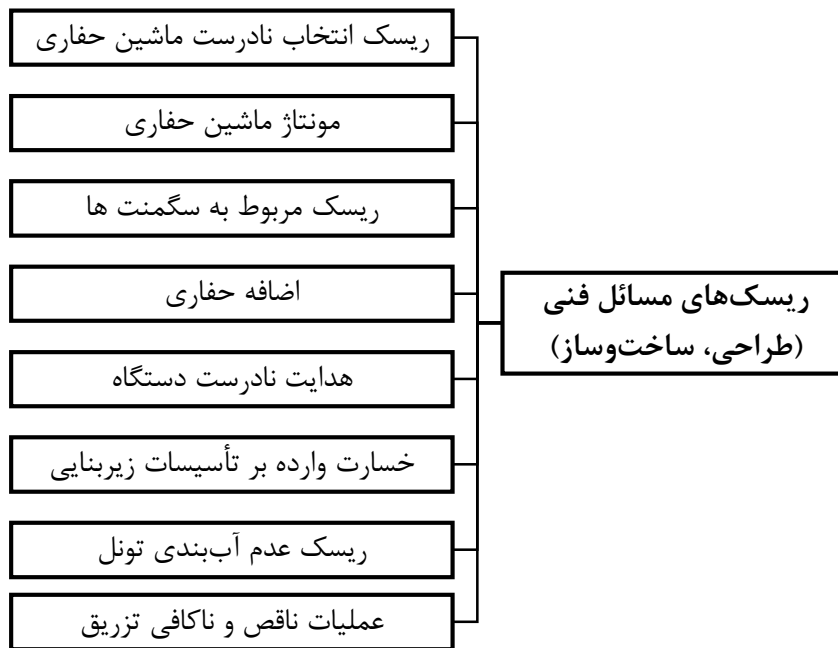 ریسک‌های مسائل فنی
(طراحی، ساخت‌وساز)
ریسک انتخاب نادرست ماشین حفاری
مونتاژ ماشین حفاری
ریسک مربوط به سگمنت ها
اضافه حفاری
هدایت نادرست دستگاه
خسارت وارده بر تأسیسات زیربنایی
ریسک عدم آب‌بندی تونل
عملیات ناقص و ناکافی تزریق